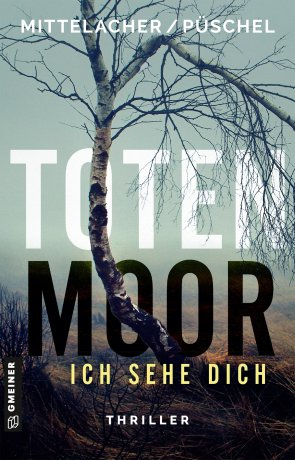 MITTELACHER/PÜSCHEL
TOTEN
MOOR
ICH SEHE DICH
THRILLER
GMEINER